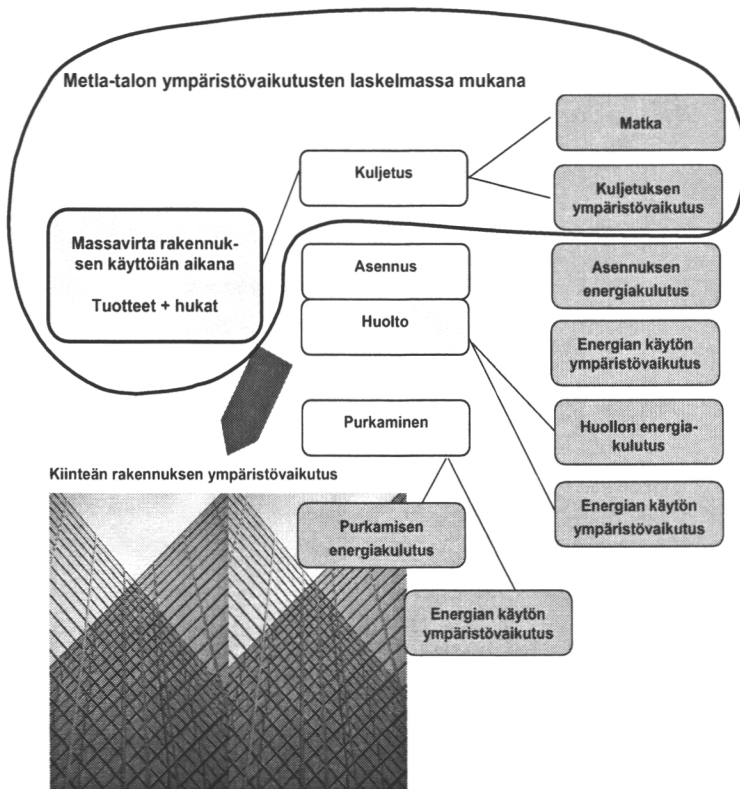 Metla-talon ympäristövaikutusten laskelmassa mukana
Matka
Kuljetus
Kuljetuksen
ympäristövaikutus
Massavirta rakennuk-
sen käyttöiän aikana
Tuotteet + hukat
Asennus
Asennuksen
energiakulutus
Huolto
Energian käytön
ympäristövaikutus
Purkaminen
Huollon energia-
kulutus
Kiinteän rakennuksen ympäristövaikutus
Energian käytön
ympäristövaikutus
Purkamisen
energiakulutus
Energian käytön
ympäristövaikutus